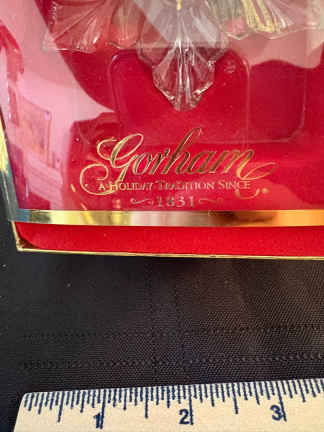 Gorham
A HOLIDAY TRADITION SINCE
1831
1 2 3